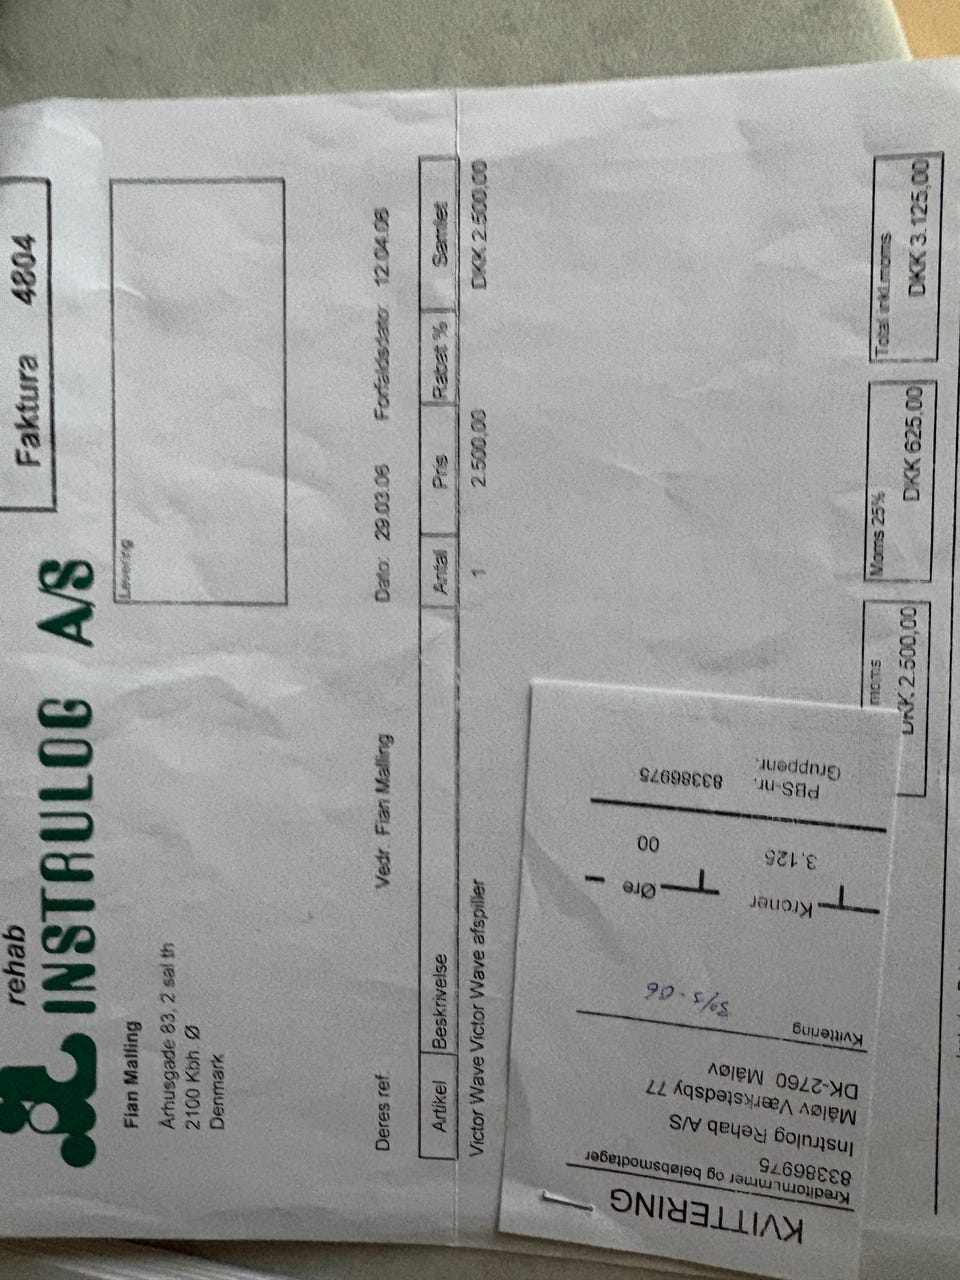 rehab
INSTRULOG A/S
Faktura 4804
Fian Malling
Århusgade 83, 2 sal th
2100 Kbh Ø
Denmark
Levering
Deres ref. Vedr. Fian Malling Dato: 29.03.06 Forfaldsdato: 12.04.06
Artikel Beskrivelse Antal Pris Rabat % Samlet
Victor Wave Victor Wave afspiller 1 2.500,00 DKK 2.500,00
moms Moms 25% Total inkl.moms
DKK 2.500,00 DKK 625,00 DKK 3.125,00
KVITTERING
Kreditornummer og beløbsmodtager
83386975
Instrulog Rehab A/S
Måløv Værkstedsby 77
DK-2760 Måløv
Kvittering
30/3-06
Kroner Øre
3.125 00
PBS-nr. 83386975
Gruppenr.